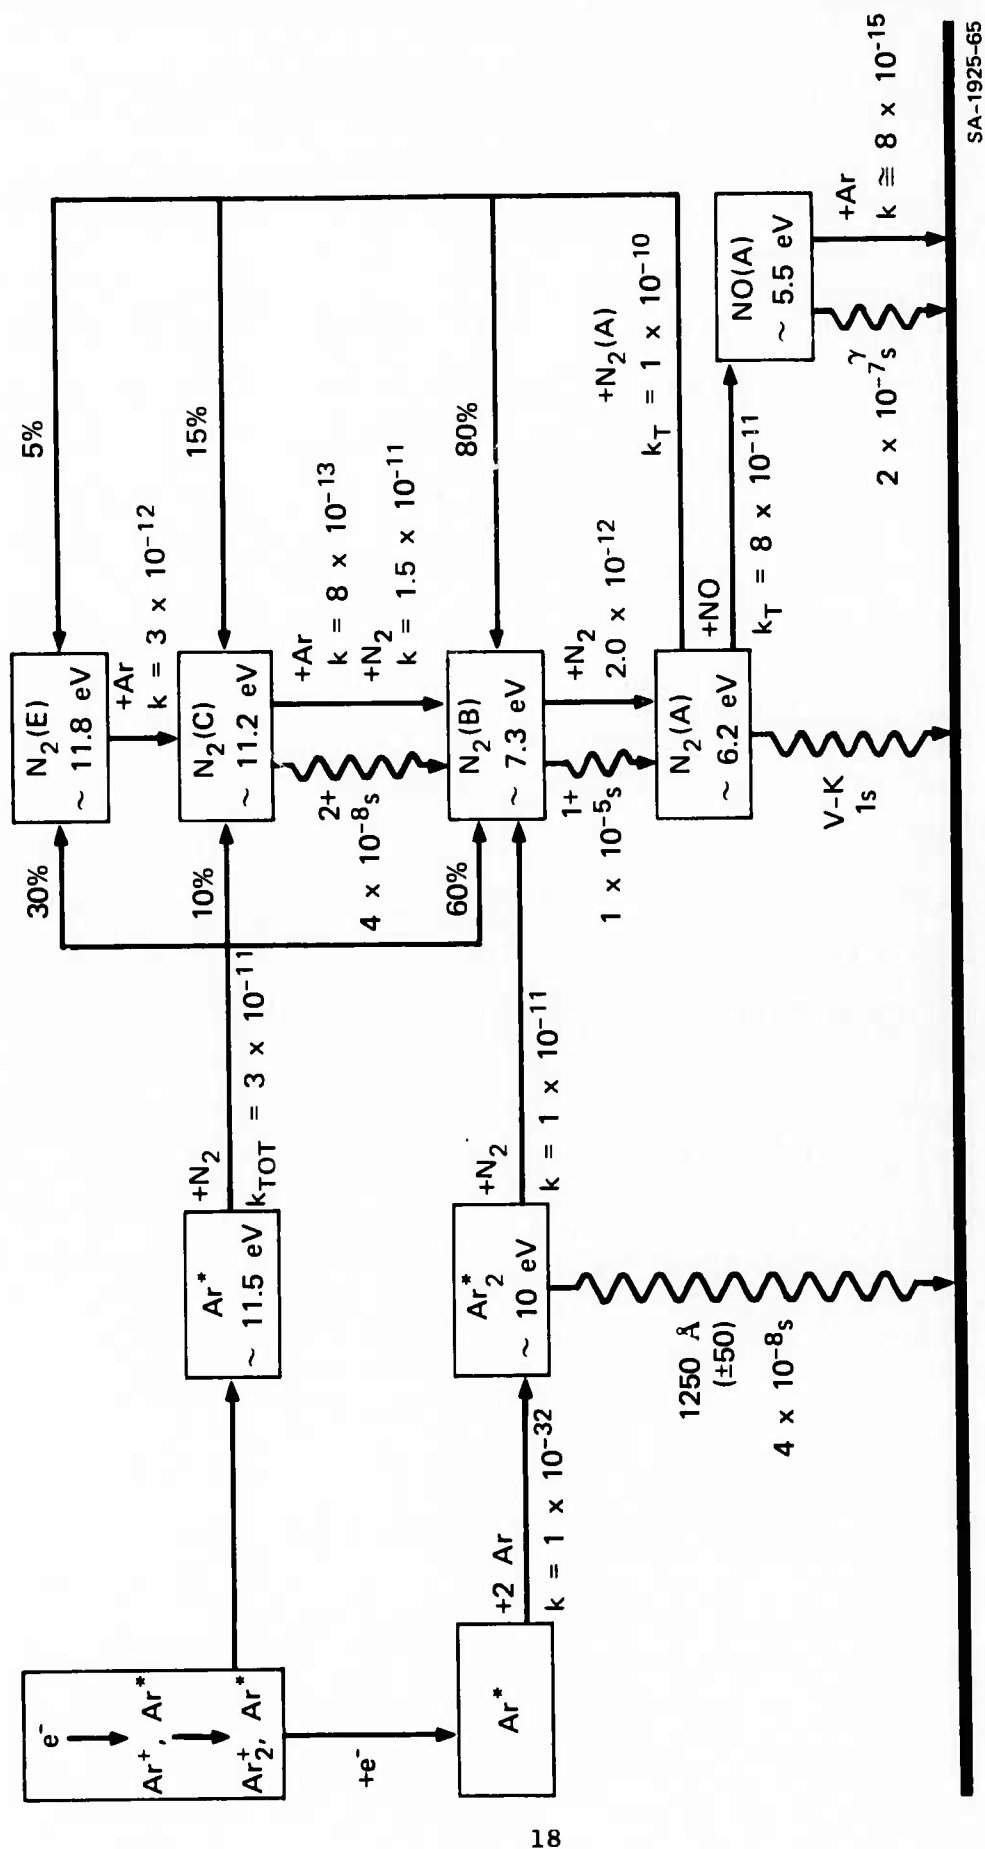 e⁻
Ar⁺, Ar*
Ar₂⁺, Ar*
+e⁻
Ar*
+2 Ar
k = 1 x 10⁻³²
Ar*
~ 11.5 eV
+N₂
kTOT = 3 x 10⁻¹¹
Ar₂*
~ 10 eV
+N₂
k = 1 x 10⁻¹¹
1250 Å
(±50)
4 x 10⁻⁸s
30%
10%
60%
N₂(E)
~ 11.8 eV
+Ar
k = 3 x 10⁻¹²
5%
N₂(C)
~ 11.2 eV
15%
2+
4 x 10⁻⁸s
+Ar
k = 8 x 10⁻¹³
+N₂
k = 1.5 x 10⁻¹¹
N₂(B)
~ 7.3 eV
80%
1+
1 x 10⁻⁵s
+N₂
2.0 x 10⁻¹²
N₂(A)
~ 6.2 eV
+N₂(A)
kT = 1 x 10⁻¹⁰
+NO
kT = 8 x 10⁻¹¹
V-K
1s
NO(A)
~ 5.5 eV
γ
2 x 10⁻⁷s
+Ar
k ≅ 8 x 10⁻¹⁵
SA-1925-65
18